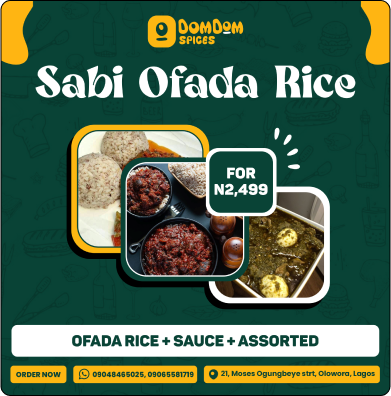 DOMDOM
SPICES
Sabi Ofada Rice
FOR
N2,499
OFADA RICE + SAUCE + ASSORTED
ORDER NOW
09048465025, 09065581719
21, Moses Ogungbeye strt, Olowora, Lagos